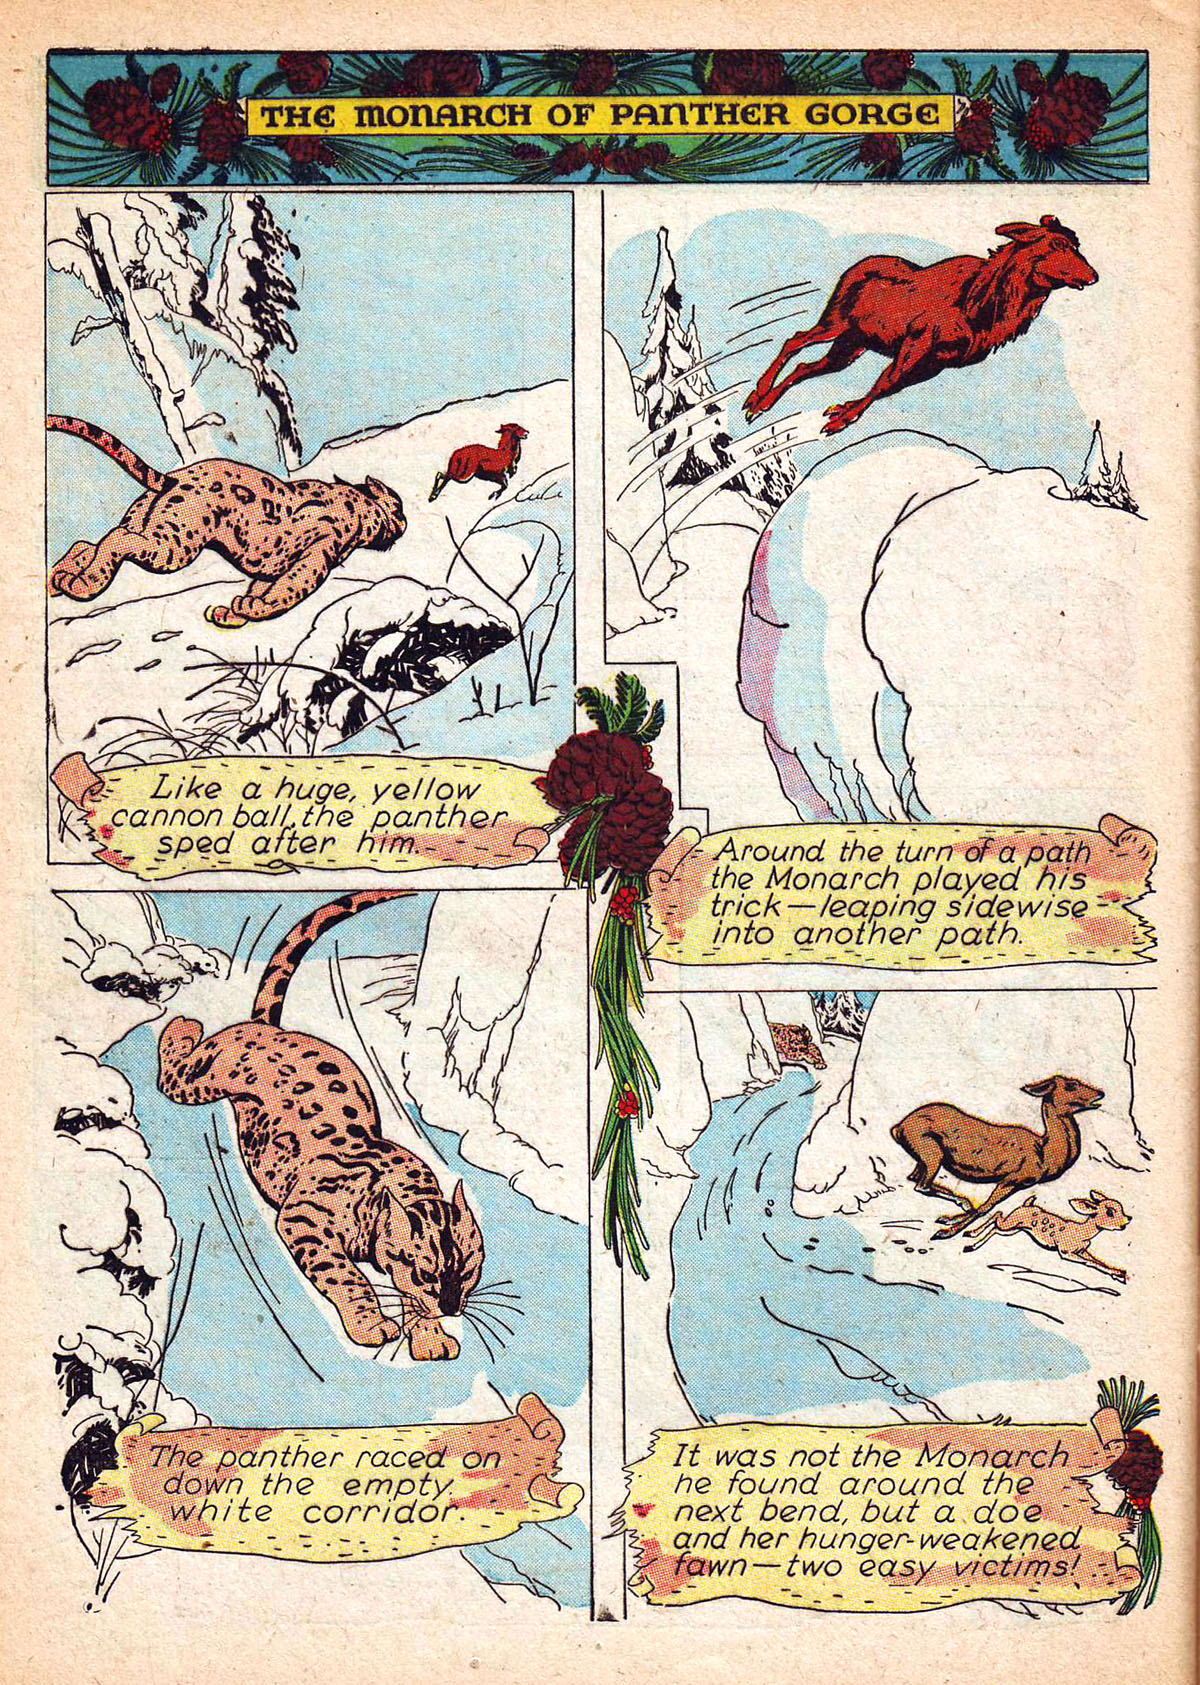 THE MONARCH OF PANTHER GORGE
Like a huge, yellow
cannon ball, the panther
sped after him.
Around the turn of a path
the Monarch played his
trick—leaping sidewise
into another path.
The panther raced on
down the empty
white corridor.
It was not the Monarch
he found around the
next bend, but a doe
and her hunger-weakened
fawn—two easy victims!